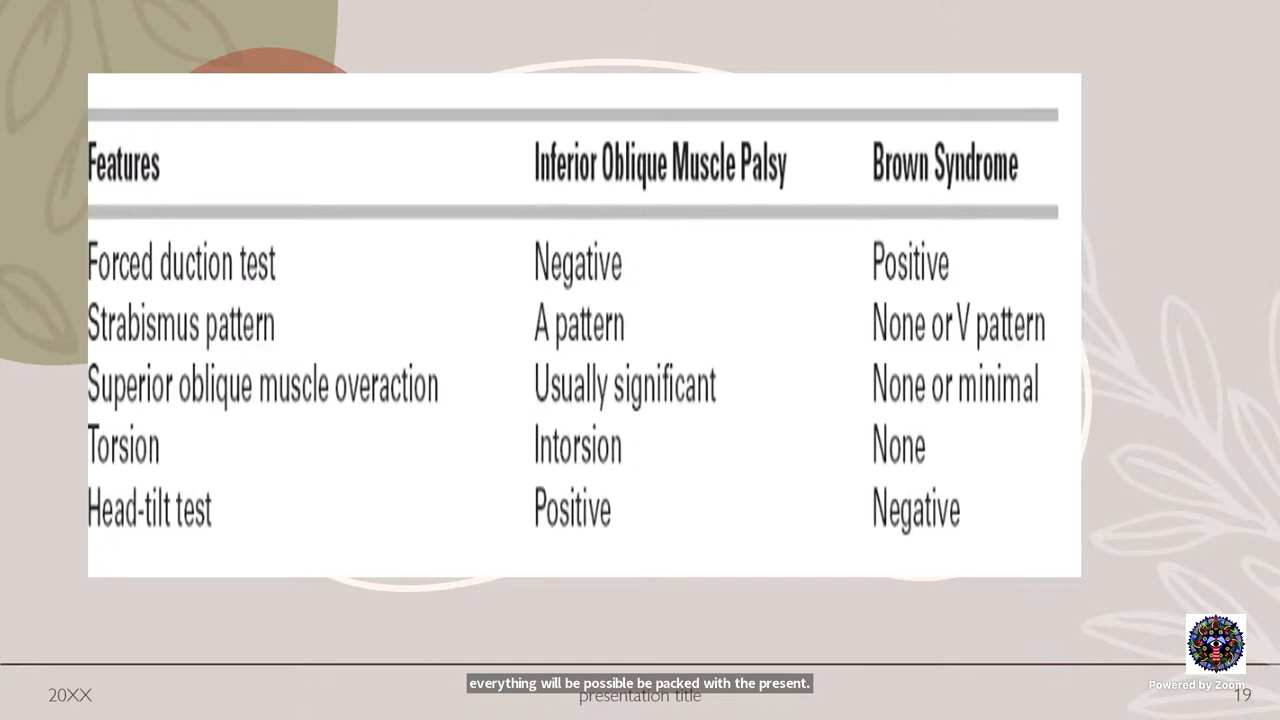 Features Inferior Oblique Muscle Palsy Brown Syndrome
Forced duction test Negative Positive
Strabismus pattern A pattern None or V pattern
Superior oblique muscle overaction Usually significant None or minimal
Torsion Intorsion None
Head-tilt test Positive Negative
everything will be possible be packed with the present.
Powered by Zoom
20XX presentation title 19